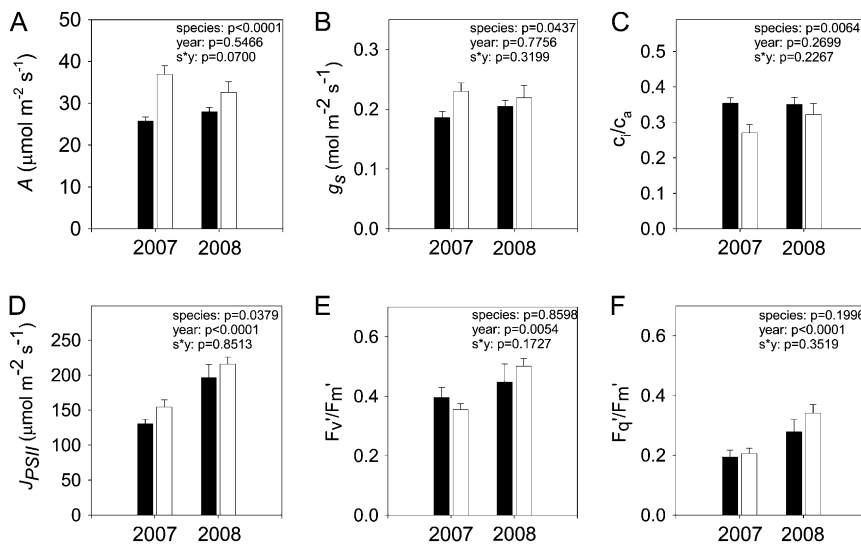 A
species: p<0.0001
year: p=0.5466
s*y: p=0.0700
A (μmol m-2 s-1)
50
40
30
20
10
0
2007 2008
B
species: p=0.0437
year: p=0.7756
s*y: p=0.3199
gs (mol m-2 s-1)
0.3
0.2
0.1
0.0
2007 2008
C
species: p=0.0064
year: p=0.2699
s*y: p=0.2267
ci/ca
0.5
0.4
0.3
0.2
0.1
0.0
2007 2008
D
species: p=0.0379
year: p<0.0001
s*y: p=0.8513
JPSII (μmol m-2 s-1)
250
200
150
100
50
0
2007 2008
E
species: p=0.8598
year: p=0.0054
s*y: p=0.1727
Fv'/Fm'
0.6
0.4
0.2
0.0
2007 2008
F
species: p=0.1996
year: p<0.0001
s*y: p=0.3519
Fq'/Fm'
0.6
0.4
0.2
0.0
2007 2008